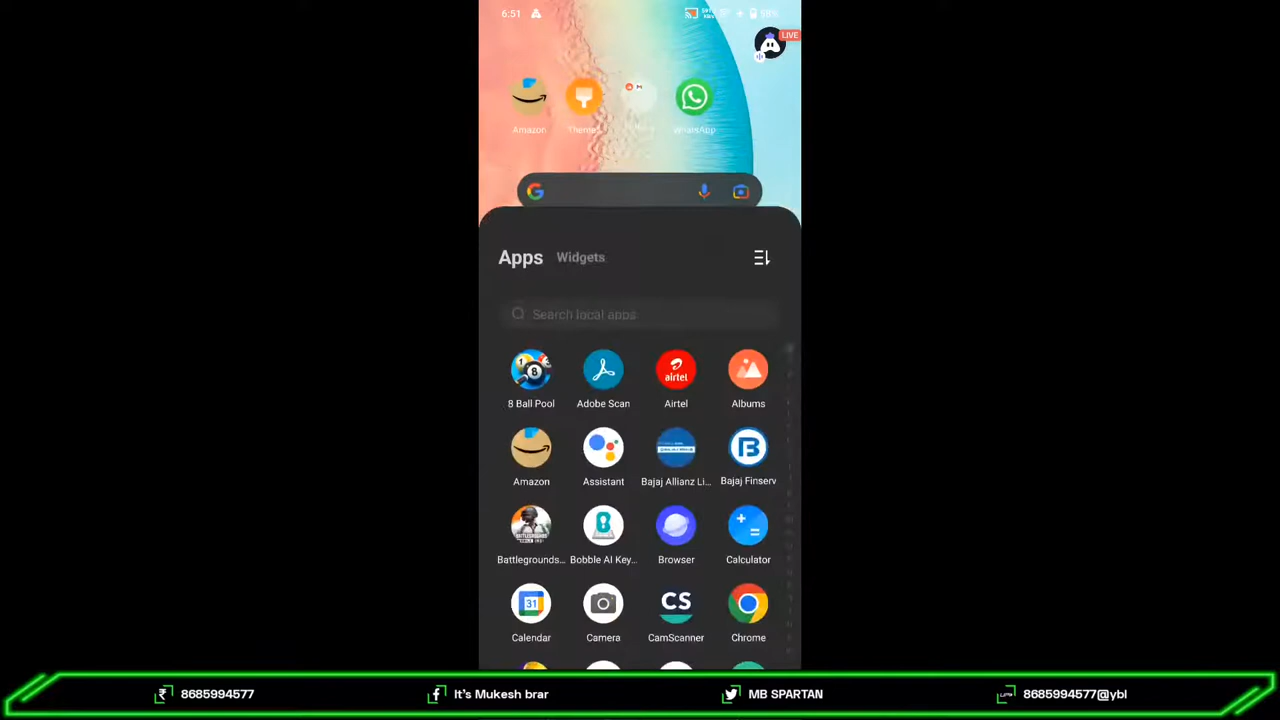 6:51
58%
LIVE
Amazon
WhatsApp
Apps Widgets
Search local apps
8 Ball Pool Adobe Scan Airtel Albums
airtel
Amazon Assistant Bajaj Allianz Li... Bajaj Finserv
Battlegrounds... Bobble AI Key... Browser Calculator
CS
31
Calendar Camera CamScanner Chrome
8685994577 It's Mukesh brar MB SPARTAN 8685994577@ybl